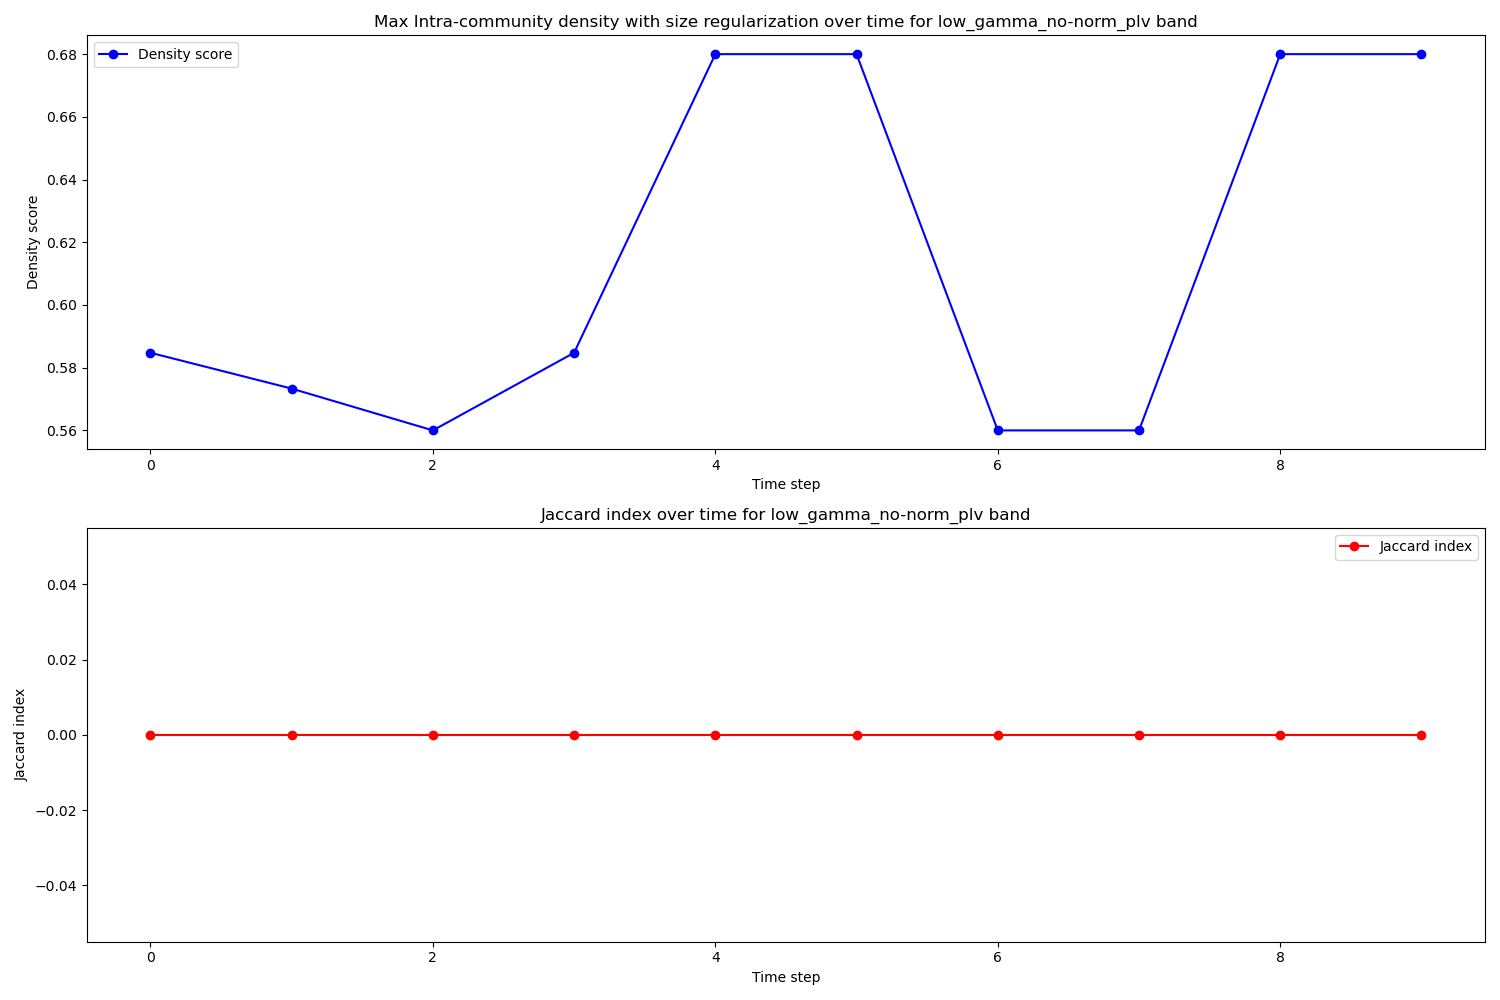 Max Intra-community density with size regularization over time for low_gamma_no-norm_plv band
Density score
0.68
0.66
0.64
0.62
0.60
0.58
0.56
Density score
0
2
4
6
8
Time step
Jaccard index over time for low_gamma_no-norm_plv band
Jaccard index
0.04
0.02
0.00
−0.02
−0.04
Jaccard index
0
2
4
6
8
Time step